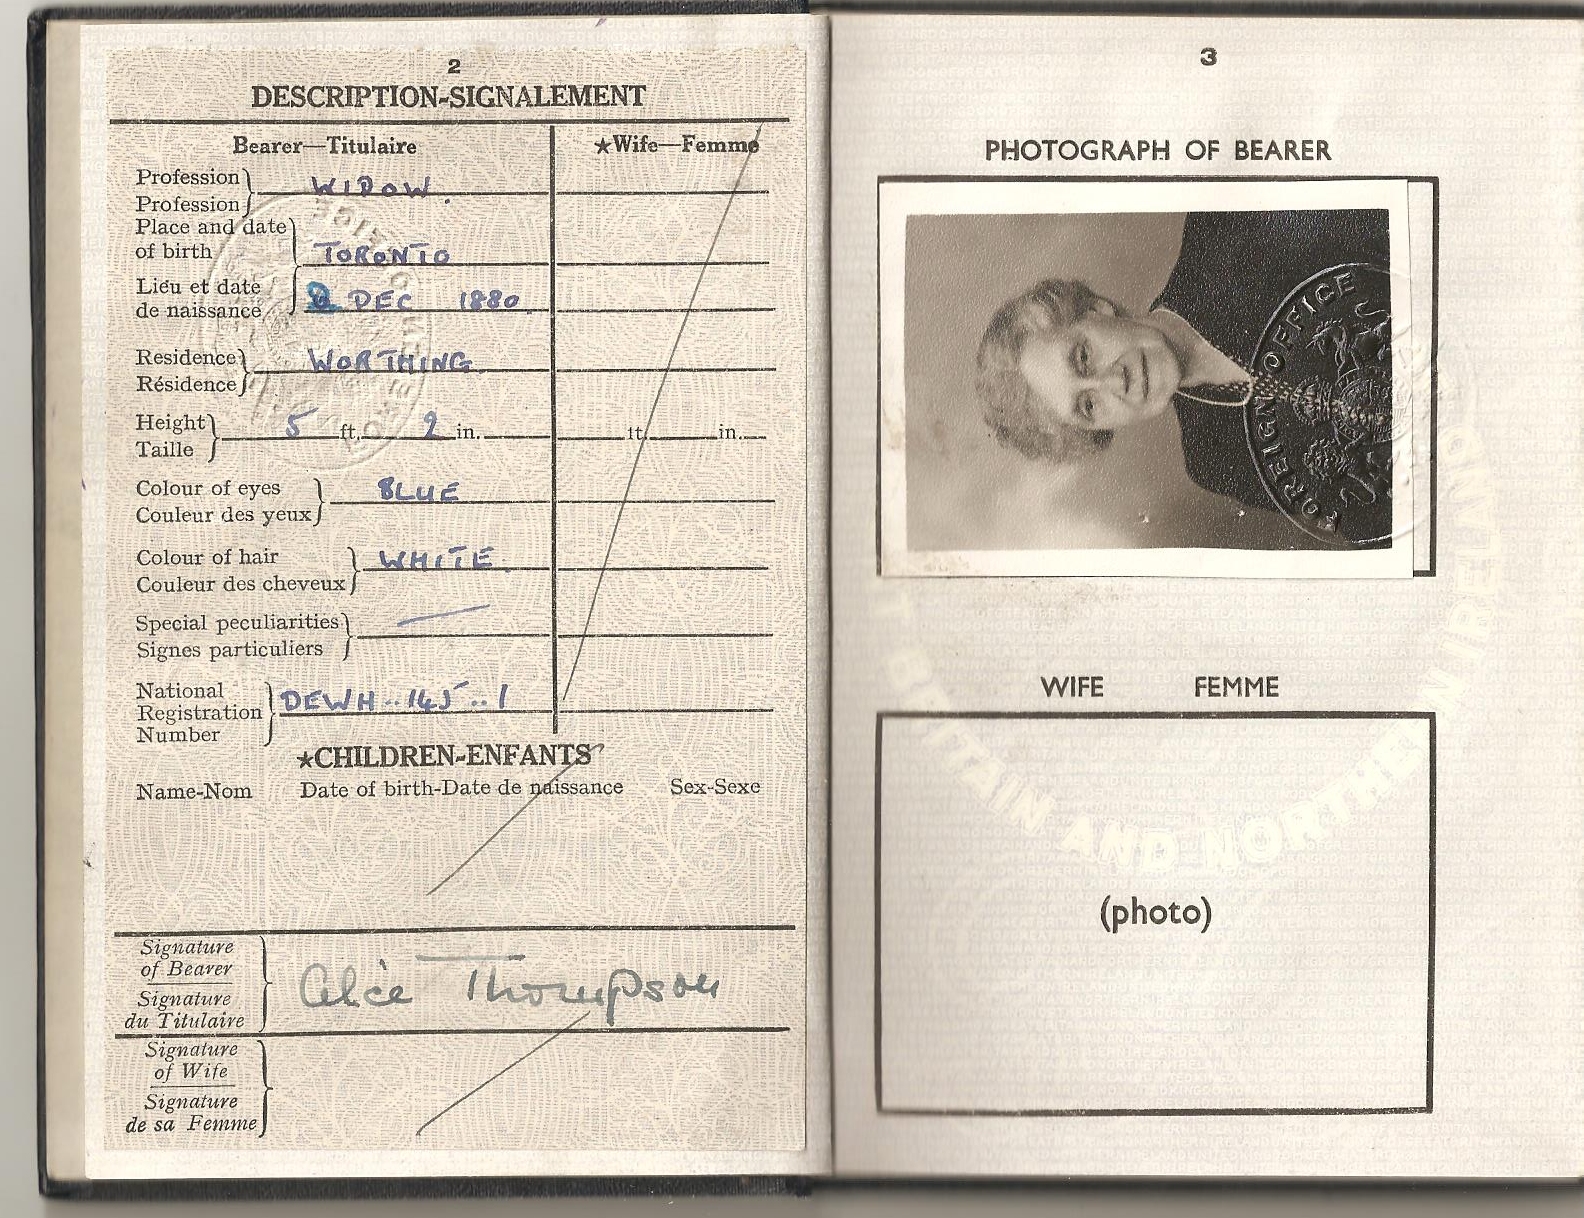 2
DESCRIPTION-SIGNALEMENT
Bearer—Titulaire
★Wife—Femme
Profession
Profession
WIDOW.
Place and date
of birth
TORONTO
Lieu et date
de naissance
DEC 1880.
Residence
Résidence
WORTHING.
Height
Taille
5 ft. 2 in.
ft. in.
Colour of eyes
Couleur des yeux
BLUE
Colour of hair
Couleur des cheveux
WHITE.
Special peculiarities
Signes particuliers
National
Registration
Number
DEWH..145..1
★CHILDREN-ENFANTS
Name-Nom Date of birth-Date de naissance Sex-Sexe
Signature
of Bearer
Signature
du Titulaire
Alice Thompson
Signature
of Wife
Signature
de sa Femme
3
PHOTOGRAPH OF BEARER
FOREIGN OFFICE
WIFE FEMME
BRITAIN AND NORTHERN IRELAND
(photo)